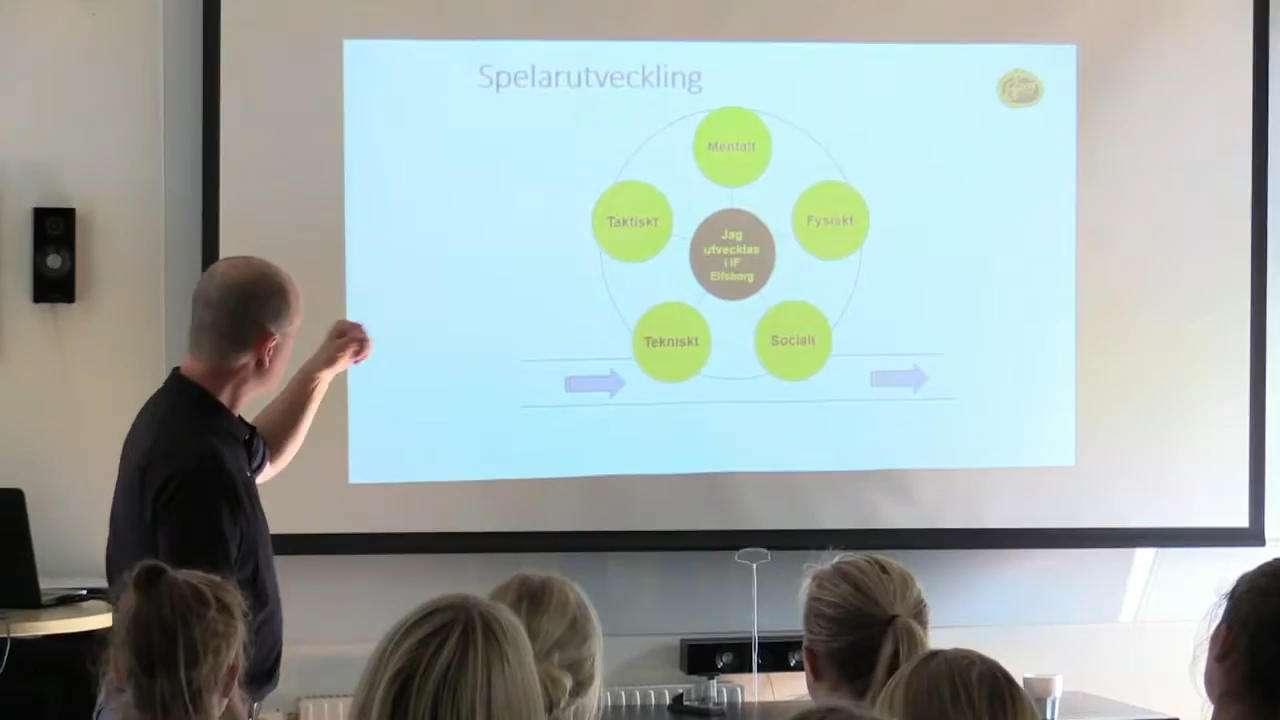 Spelarutveckling
Mentalt
Taktiskt
Fysiskt
Jag
utvecklas
i IF
Elfsborg
Tekniskt
Socialt